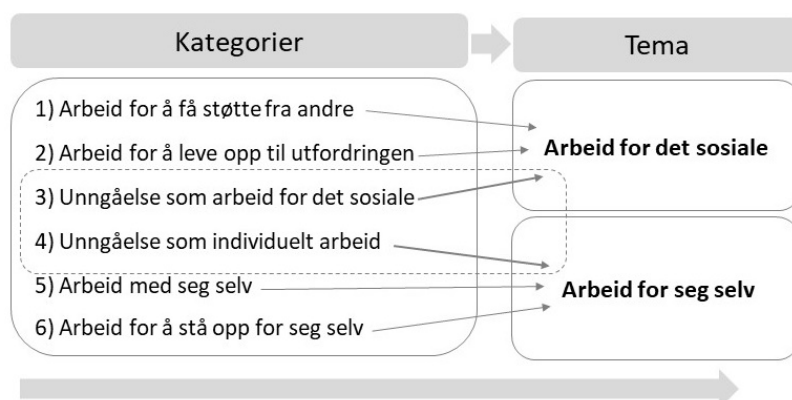 Kategorier
Tema
1) Arbeid for å få støtte fra andre
2) Arbeid for å leve opp til utfordringen
3) Unngåelse som arbeid for det sosiale
4) Unngåelse som individuelt arbeid
5) Arbeid med seg selv
6) Arbeid for å stå opp for seg selv
Arbeid for det sosiale
Arbeid for seg selv